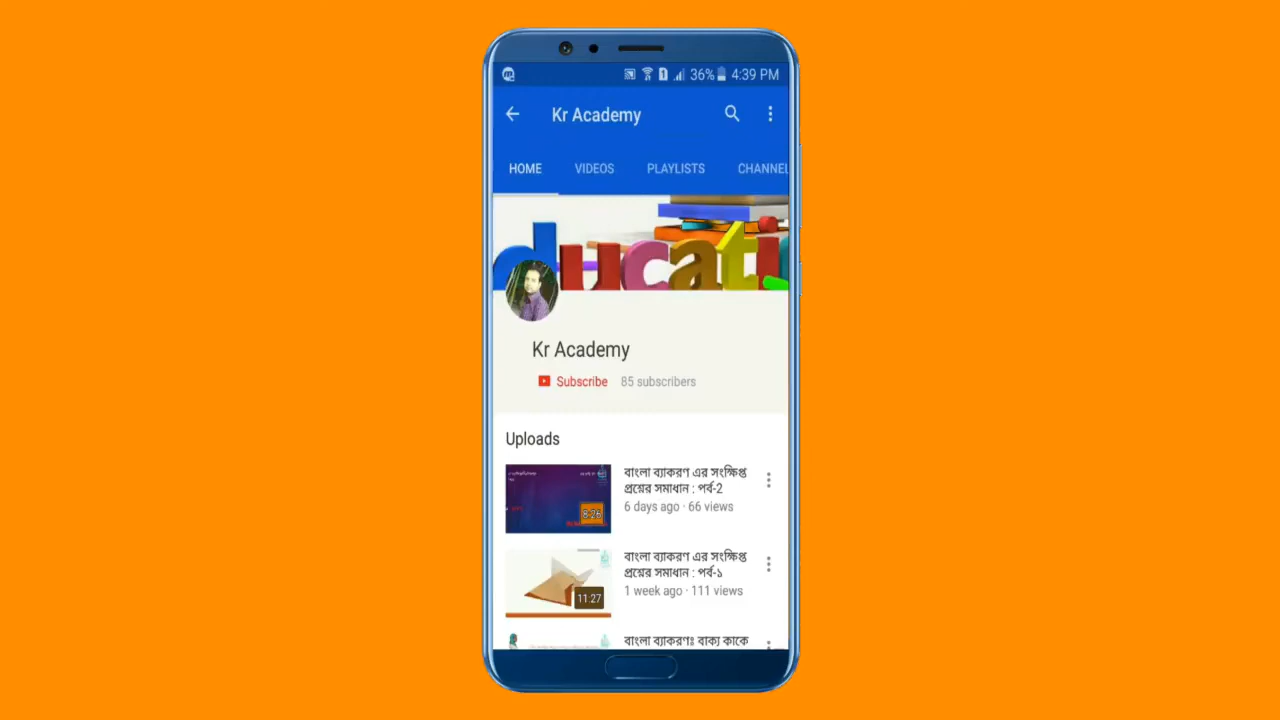 36% 4:39 PM
Kr Academy
HOME VIDEOS PLAYLISTS CHANNEL
ducati
Kr Academy
Subscribe 85 subscribers
Uploads
বাংলা ব্যাকরণ এর সংক্ষিপ্ত
প্রশ্নের সমাধান : পর্ব-2
6 days ago · 66 views
8:26
বাংলা ব্যাকরণ এর সংক্ষিপ্ত
প্রশ্নের সমাধান : পর্ব-১
1 week ago · 111 views
11:27
বাংলা ব্যাকরণঃ বাক্য কাকে